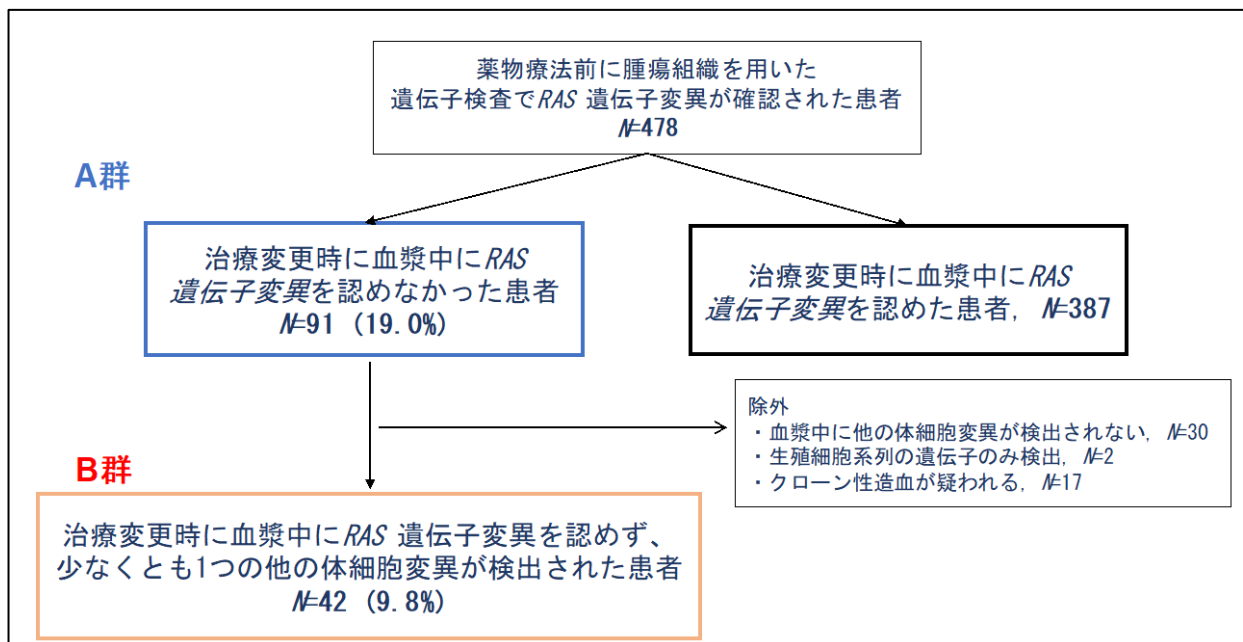 薬物療法前に腫瘍組織を用いた
遺伝子検査でRAS 遺伝子変異が確認された患者
N=478
A群
治療変更時に血漿中にRAS
遺伝子変異を認めなかった患者
N=91 (19.0%)
治療変更時に血漿中にRAS
遺伝子変異を認めた患者, N=387
除外
・血漿中に他の体細胞変異が検出されない, N=30
・生殖細胞系列の遺伝子のみ検出, N=2
・クローン性造血が疑われる, N=17
B群
治療変更時に血漿中にRAS 遺伝子変異を認めず、
少なくとも1つの他の体細胞変異が検出された患者
N=42 (9.8%)